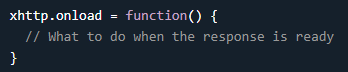 xhttp.onload = function() {
  // What to do when the response is ready
}